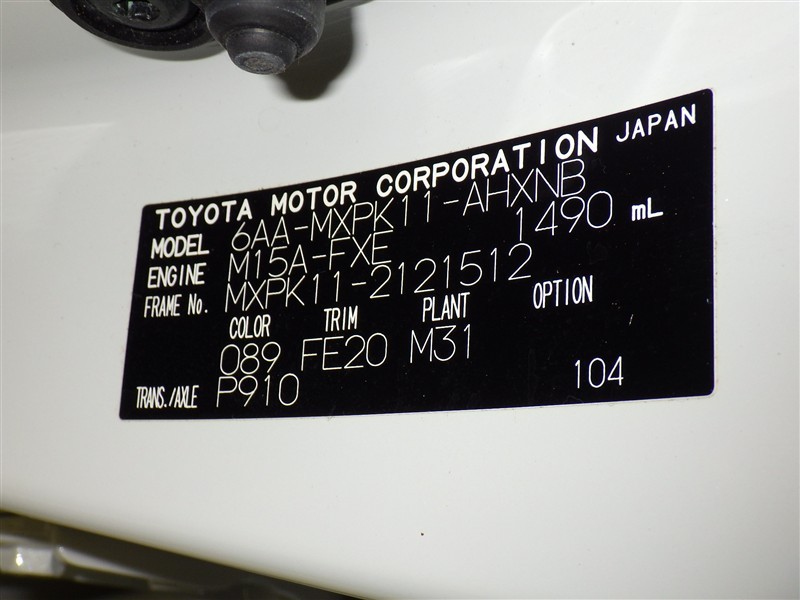 TOYOTA MOTOR CORPORATION JAPAN
MODEL 6AA-MXPK11-AHXNB
ENGINE M15A-FXE 1490 mL
FRAME No. MXPK11-2121512
COLOR TRIM PLANT OPTION
089 FE20 M31
TRANS./AXLE P910 104